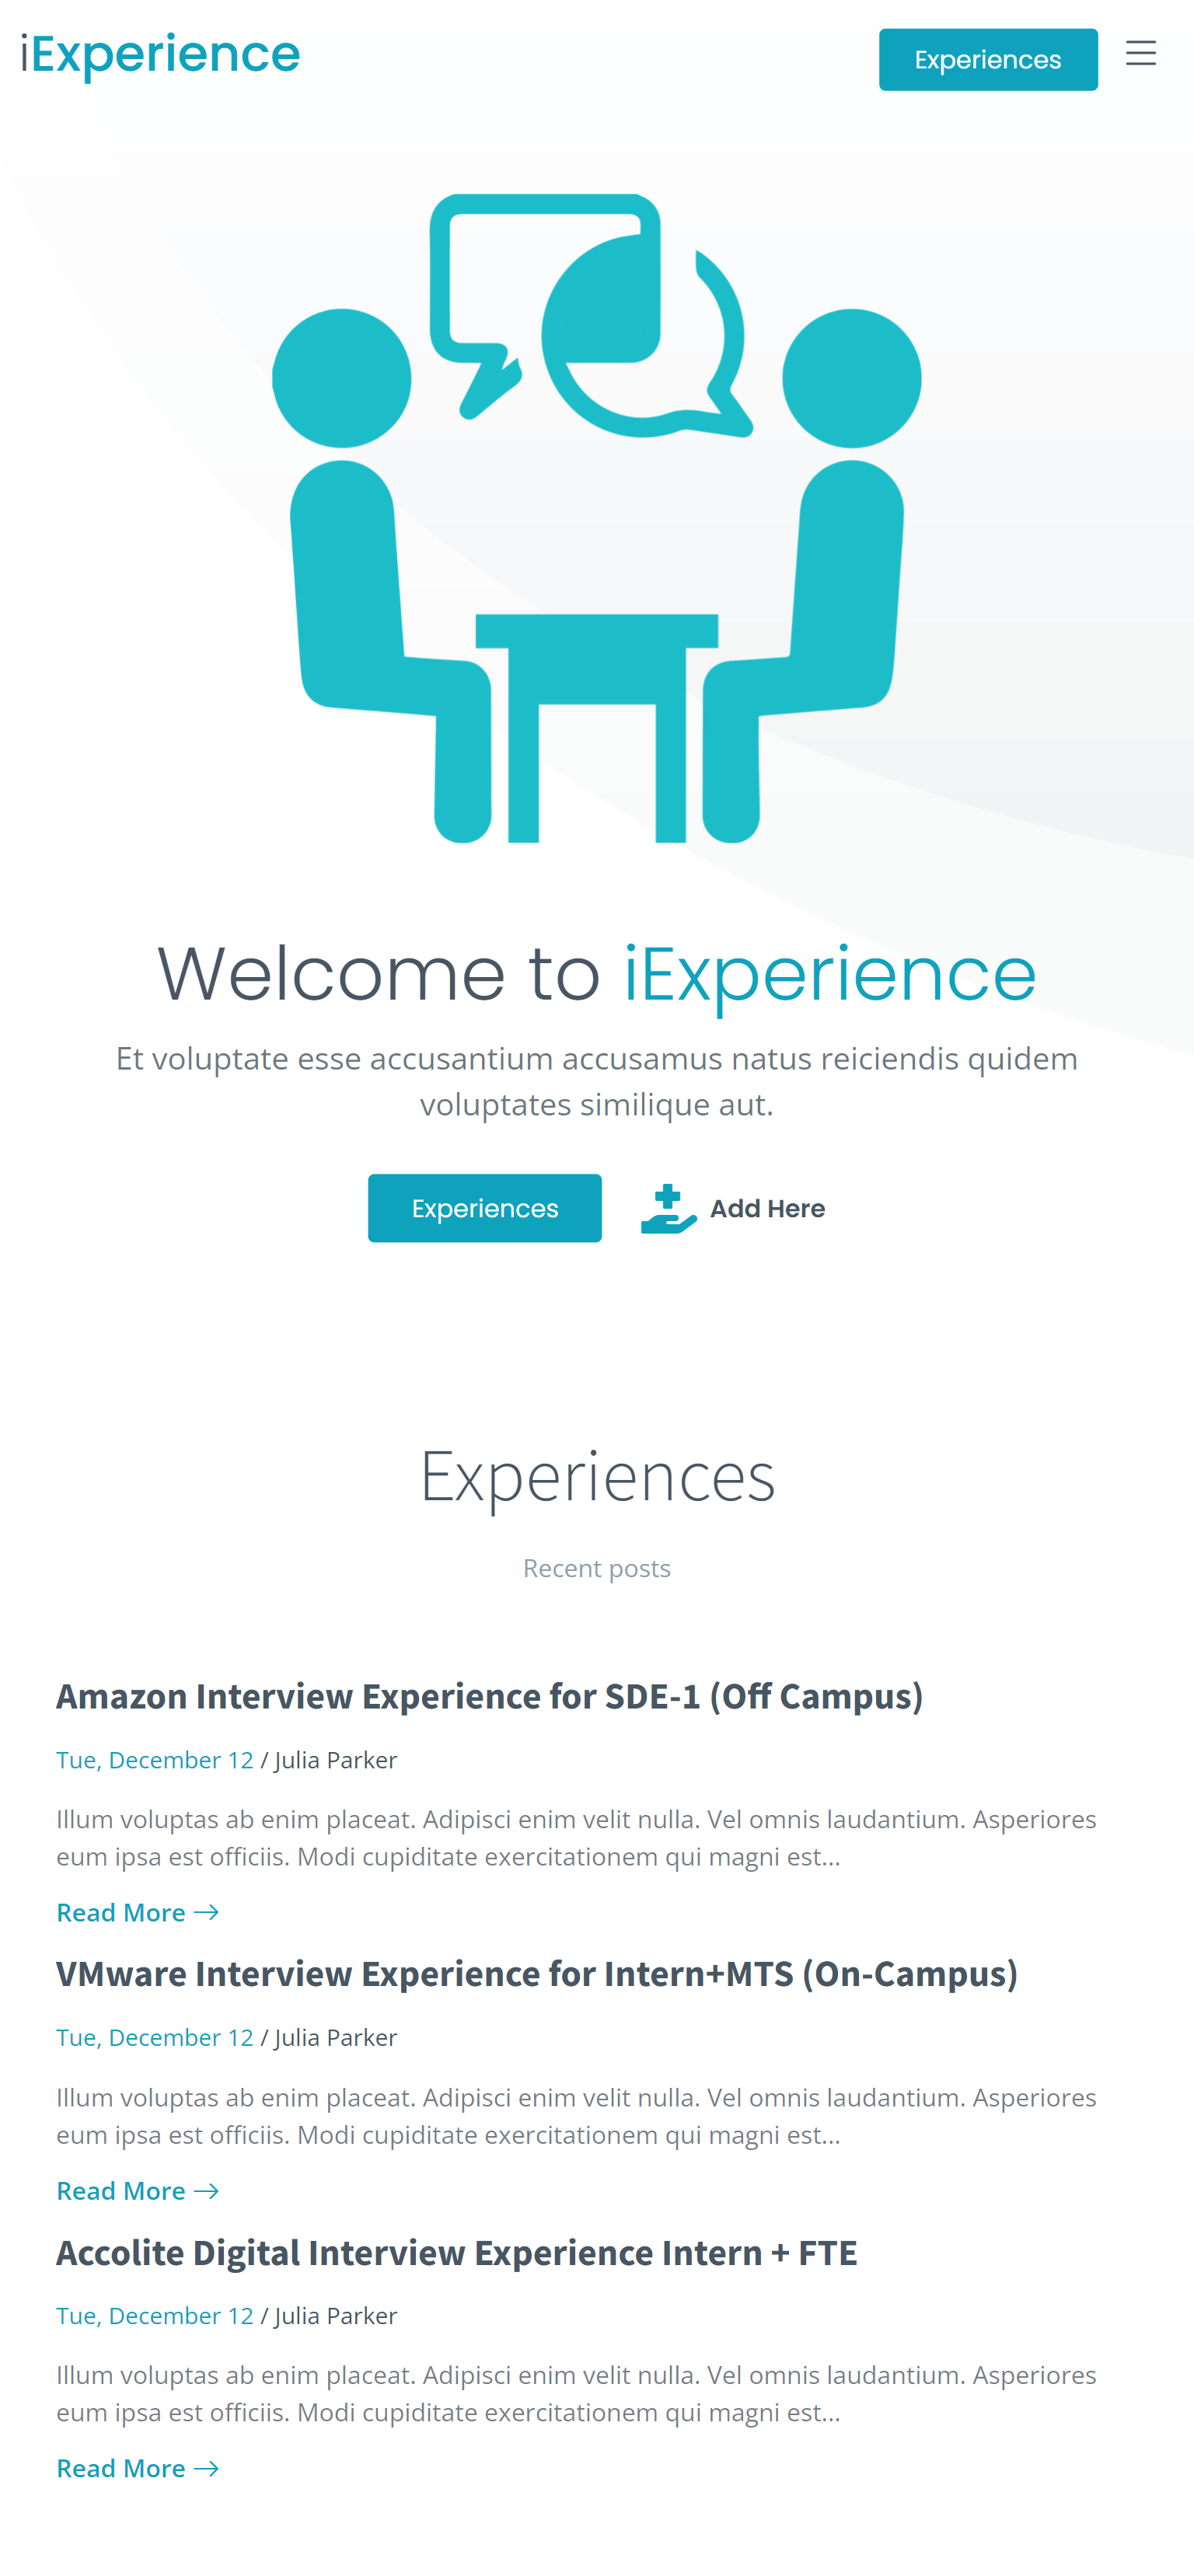 iExperience
Experiences
Welcome to iExperience
Et voluptate esse accusantium accusamus natus reiciendis quidem
voluptates similique aut.
Experiences
Add Here
Experiences
Recent posts
Amazon Interview Experience for SDE-1 (Off Campus)
Tue, December 12 / Julia Parker
Illum voluptas ab enim placeat. Adipisci enim velit nulla. Vel omnis laudantium. Asperiores
eum ipsa est officiis. Modi cupiditate exercitationem qui magni est...
Read More →
VMware Interview Experience for Intern+MTS (On-Campus)
Tue, December 12 / Julia Parker
Illum voluptas ab enim placeat. Adipisci enim velit nulla. Vel omnis laudantium. Asperiores
eum ipsa est officiis. Modi cupiditate exercitationem qui magni est...
Read More →
Accolite Digital Interview Experience Intern + FTE
Tue, December 12 / Julia Parker
Illum voluptas ab enim placeat. Adipisci enim velit nulla. Vel omnis laudantium. Asperiores
eum ipsa est officiis. Modi cupiditate exercitationem qui magni est...
Read More →